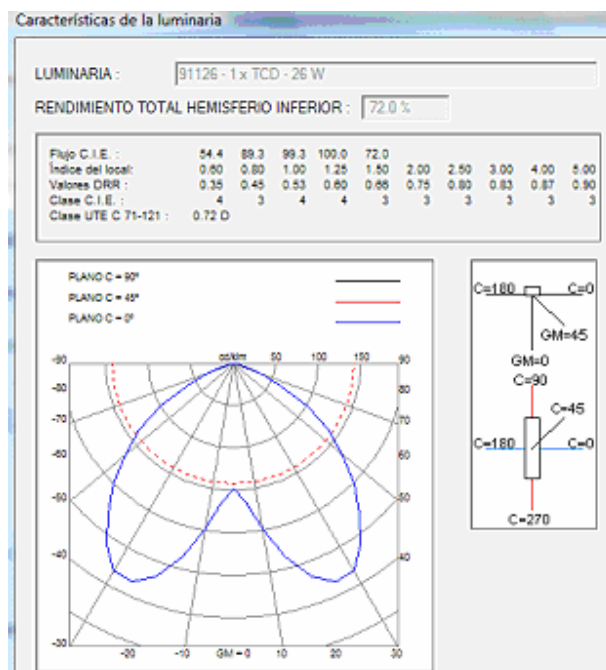 Características de la luminaria
LUMINARIA : 91126 - 1 x TCD - 26 W
RENDIMIENTO TOTAL HEMISFERIO INFERIOR : 72.0 %
Flujo C.I.E. : 54.4 89.3 99.3 100.0 72.0
Índice del local: 0.60 0.80 1.00 1.25 1.50 2.00 2.50 3.00 4.00 5.00
Valores DRR : 0.35 0.45 0.53 0.60 0.66 0.75 0.80 0.83 0.87 0.90
Clase C.I.E. : 4 3 4 4 3 3 3 3 3 3
Clase UTE C 71-121 : 0.72 D
PLANO C = 90º
PLANO C = 45º
PLANO C = 0º
-90 cs/klm 50 100 150 90
-80 80
-70 70
-60 60
-50 50
-40 40
-30 -20 -10 GM = 0 10 20 30
C=180 C=0
GM=45
GM=0
C=90
C=45
C=180 C=0
C=270